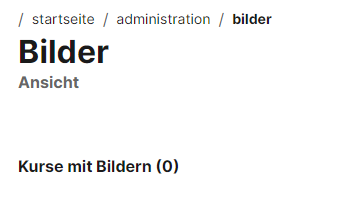 / startseite / administration / bilder
Bilder
Ansicht
Kurse mit Bildern (0)